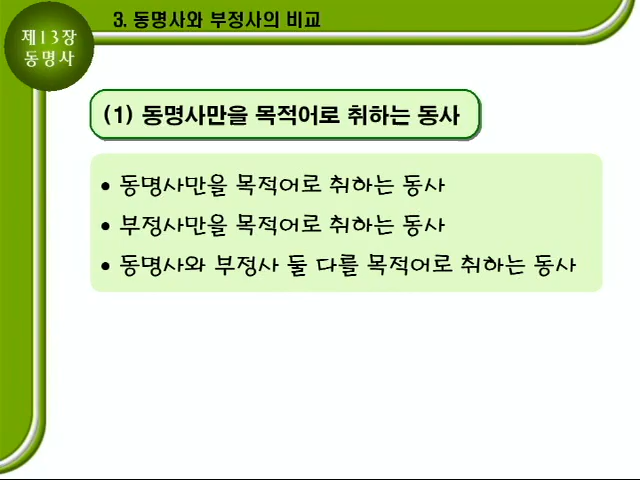 3. 동명사와 부정사의 비교
제13장
동명사
(1) 동명사만을 목적어로 취하는 동사
• 동명사만을 목적어로 취하는 동사
• 부정사만을 목적어로 취하는 동사
• 동명사와 부정사 둘 다를 목적어로 취하는 동사